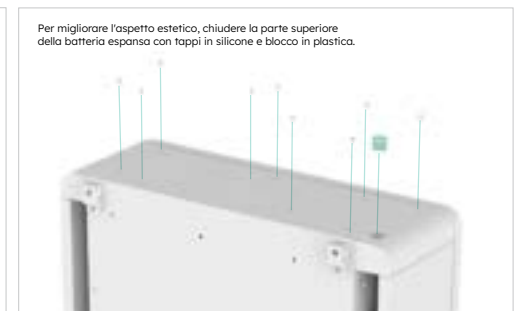 Per migliorare l'aspetto estetico, chiudere la parte superiore
della batteria espansa con tappi in silicone e blocco in plastica.